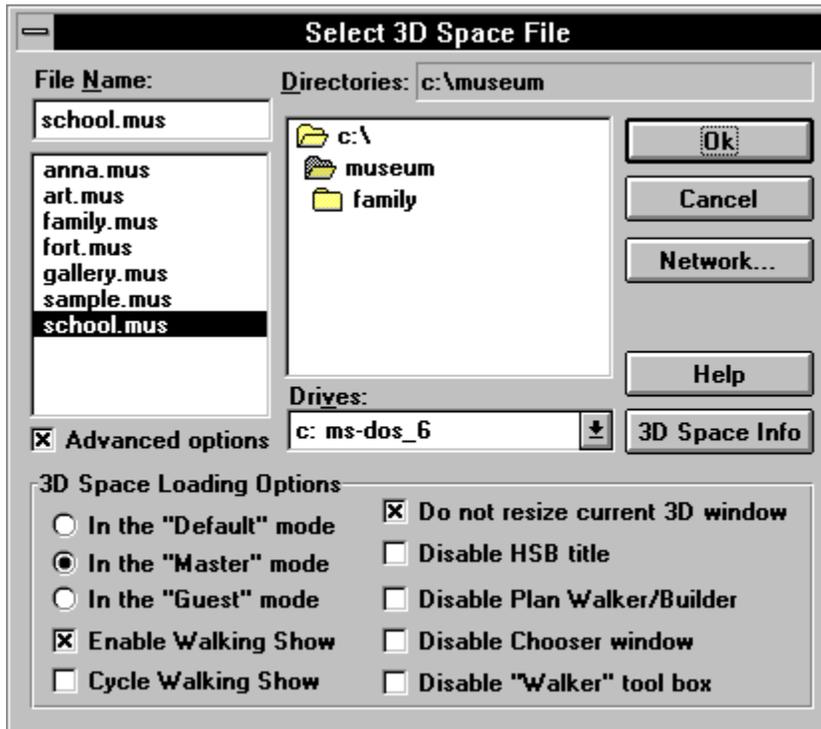 Select 3D Space File
File Name:
Directories: c:\museum
school.mus
anna.mus
art.mus
family.mus
fort.mus
gallery.mus
sample.mus
school.mus
c:\
museum
family
Ok
Cancel
Network...
Help
3D Space Info
Drives:
c: ms-dos_6
Advanced options
3D Space Loading Options
In the "Default" mode
In the "Master" mode
In the "Guest" mode
Enable Walking Show
Cycle Walking Show
Do not resize current 3D window
Disable HSB title
Disable Plan Walker/Builder
Disable Chooser window
Disable "Walker" tool box